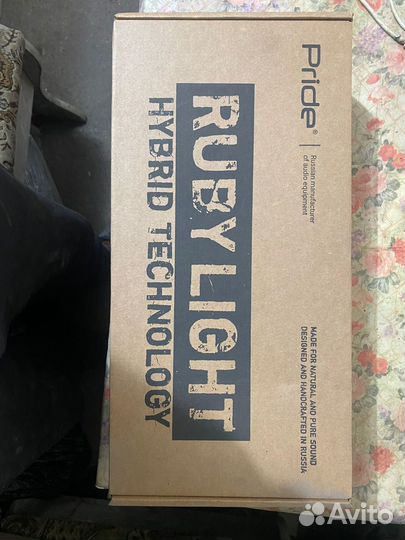 Pride®
Russian manufacturer
of audio equipment
RUBY LIGHT
HYBRID TECHNOLOGY
MADE FOR NATURAL AND PURE SOUND
DESIGNED AND HANDCRAFTED IN RUSSIA
Avito